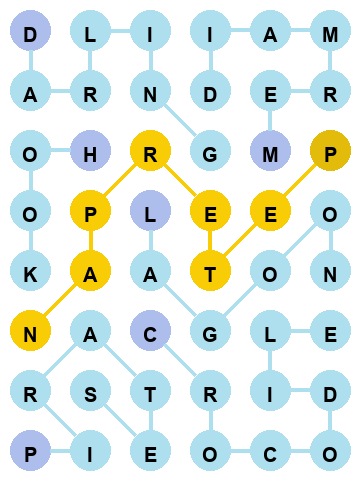 D L I I A M
A R N D E R
O H R G M P
O P L E E O
K A A T O N
N A C G L E
R S T R I D
P I E O C O